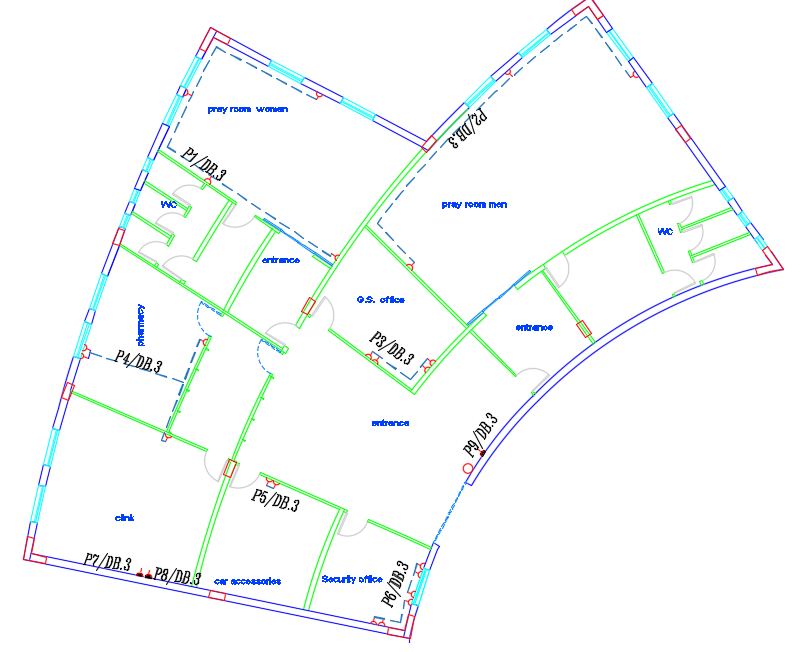 pray room women
P2/DB.3
P1/DB.3
WC
pray room men
WC
entrance
G.S. office
pharmacy
entrance
P3/DB.3
P4/DB.3
entrance
P9/DB.3
P5/DB.3
clink
P7/DB.3
P8/DB.3
car accessories
Security office
P6/DB.3